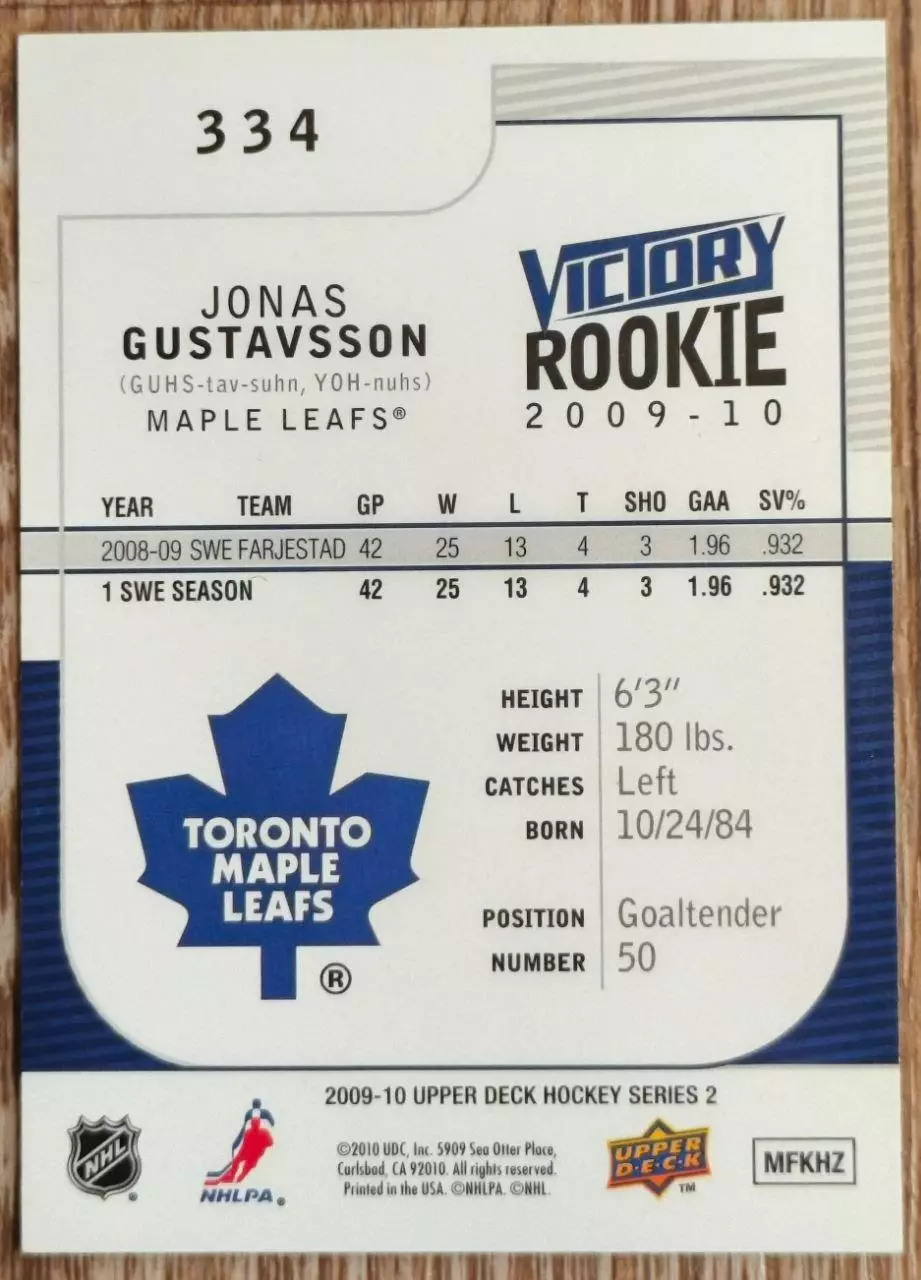 334
VICTORY
ROOKIE
2009-10
JONAS
GUSTAVSSON
(GUHS-tav-suhn, YOH-nuhs)
MAPLE LEAFS®
YEAR TEAM GP W L T SHO GAA SV%
2008-09 SWE FARJESTAD 42 25 13 4 3 1.96 .932
1 SWE SEASON 42 25 13 4 3 1.96 .932
TORONTO
MAPLE
LEAFS
®
HEIGHT 6'3"
WEIGHT 180 lbs.
CATCHES Left
BORN 10/24/84
POSITION Goaltender
NUMBER 50
2009-10 UPPER DECK HOCKEY SERIES 2
NHL ®
NHLPA®
©2010 UDC, Inc. 5909 Sea Otter Place,
Carlsbad, CA 92010. All rights reserved.
Printed in the USA. ©NHLPA. ©NHL.
UPPER
D·E·C·K
TM
MFKHZ